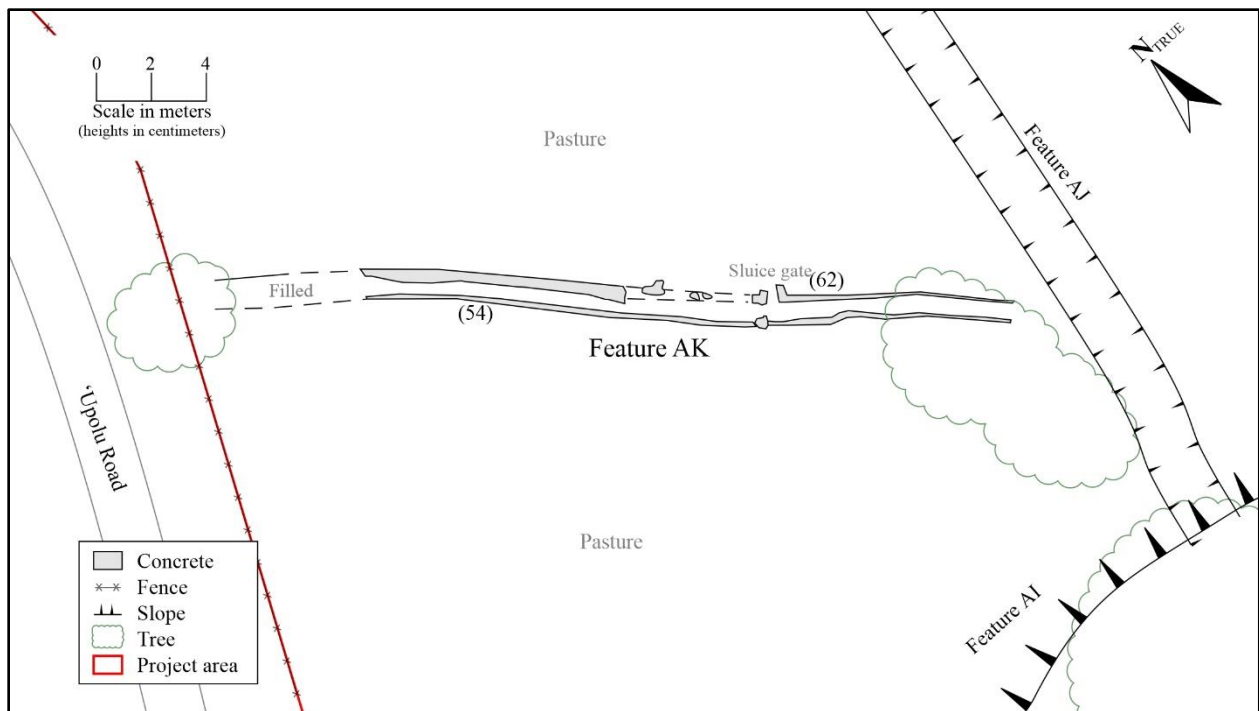 0 2 4
Scale in meters
(heights in centimeters)
N
TRUE
Pasture
Feature AJ
Filled
Sluice gate
(62)
(54)
Feature AK
‘Upolu Road
Pasture
Feature AI
Concrete
Fence
Slope
Tree
Project area